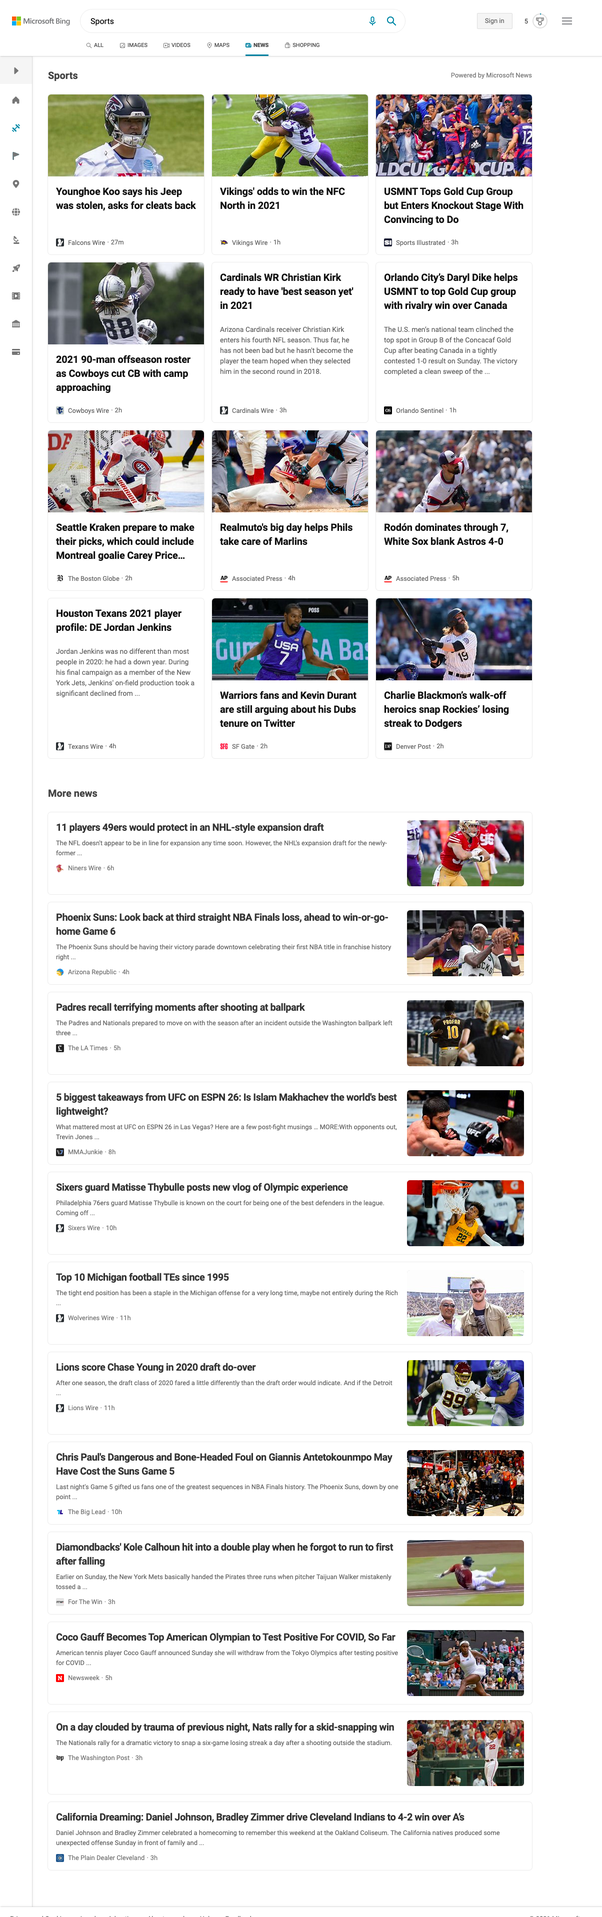 Microsoft Bing
Sports
Sign in
5
ALL
IMAGES
VIDEOS
MAPS
NEWS
SHOPPING
Sports
Powered by Microsoft News
Younghoe Koo says his Jeep
was stolen, asks for cleats back
Falcons Wire · 27m
Vikings' odds to win the NFC
North in 2021
Vikings Wire · 1h
USMNT Tops Gold Cup Group
but Enters Knockout Stage With
Convincing to Do
Sports Illustrated · 3h
2021 90-man offseason roster
as Cowboys cut CB with camp
approaching
Cowboys Wire · 2h
Cardinals WR Christian Kirk
ready to have 'best season yet'
in 2021
Arizona Cardinals receiver Christian Kirk
enters his fourth NFL season. Thus far, he
has not been bad but he hasn't become the
player the team hoped when they selected
him in the second round in 2018.
Cardinals Wire · 3h
Orlando City's Daryl Dike helps
USMNT to top Gold Cup group
with rivalry win over Canada
The U.S. men's national team clinched the
top spot in Group B of the Concacaf Gold
Cup after beating Canada in a tightly
contested 1-0 result on Sunday. The victory
completed a clean sweep of the ...
Orlando Sentinel · 1h
Seattle Kraken prepare to make
their picks, which could include
Montreal goalie Carey Price...
The Boston Globe · 2h
Realmuto's big day helps Phils
take care of Marlins
Associated Press · 4h
Rodón dominates through 7,
White Sox blank Astros 4-0
Associated Press · 5h
Houston Texans 2021 player
profile: DE Jordan Jenkins
Jordan Jenkins was no different than most
people in 2020: he had a down year. During
his final campaign as a member of the New
York Jets, Jenkins' on-field production took a
significant declined from ...
Texans Wire · 4h
Warriors fans and Kevin Durant
are still arguing about his Dubs
tenure on Twitter
SF Gate · 2h
Charlie Blackmon's walk-off
heroics snap Rockies' losing
streak to Dodgers
Denver Post · 2h
More news
11 players 49ers would protect in an NHL-style expansion draft
The NFL doesn't appear to be in line for expansion any time soon. However, the NHL's expansion draft for the newly-
former ...
Niners Wire · 6h
Phoenix Suns: Look back at third straight NBA Finals loss, ahead to win-or-go-
home Game 6
The Phoenix Suns should be having their victory parade downtown celebrating their first NBA title in franchise history
right ...
Arizona Republic · 4h
Padres recall terrifying moments after shooting at ballpark
The Padres and Nationals prepared to move on with the season after an incident outside the Washington ballpark left
three ...
The LA Times · 5h
5 biggest takeaways from UFC on ESPN 26: Is Islam Makhachev the world's best
lightweight?
What mattered most at UFC on ESPN 26 in Las Vegas? Here are a few post-fight musings ... MORE:With opponents out,
Trevin Jones ...
MMAJunkie · 8h
Sixers guard Matisse Thybulle posts new vlog of Olympic experience
Philadelphia 76ers guard Matisse Thybulle is known on the court for being one of the best defenders in the league.
Coming off ...
Sixers Wire · 10h
Top 10 Michigan football TEs since 1995
The tight end position has been a staple in the Michigan offense for a very long time, maybe not entirely during the Rich
...
Wolverines Wire · 11h
Lions score Chase Young in 2020 draft do-over
After one season, the draft class of 2020 fared a little differently than the draft order would indicate. And if the Detroit
...
Lions Wire · 11h
Chris Paul's Dangerous and Bone-Headed Foul on Giannis Antetokounmpo May
Have Cost the Suns Game 5
Last night's Game 5 gifted us fans one of the greatest sequences in NBA Finals history. The Phoenix Suns, down by one
point ...
The Big Lead · 10h
Diamondbacks' Kole Calhoun hit into a double play when he forgot to run to first
after falling
Earlier on Sunday, the New York Mets basically handed the Pirates three runs when pitcher Taijuan Walker mistakenly
tossed a ...
For The Win · 3h
Coco Gauff Becomes Top American Olympian to Test Positive For COVID, So Far
American tennis player Coco Gauff announced Sunday she will withdraw from the Tokyo Olympics after testing positive
for COVID ...
Newsweek · 5h
On a day clouded by trauma of previous night, Nats rally for a skid-snapping win
The Nationals rally for a dramatic victory to snap a six-game losing streak a day after a shooting outside the stadium.
The Washington Post · 3h
California Dreaming: Daniel Johnson, Bradley Zimmer drive Cleveland Indians to 4-2 win over A's
Daniel Johnson and Bradley Zimmer celebrated a homecoming to remember this weekend at the Oakland Coliseum. The California natives produced some
unexpected offense Sunday in front of family and ...
The Plain Dealer Cleveland · 3h